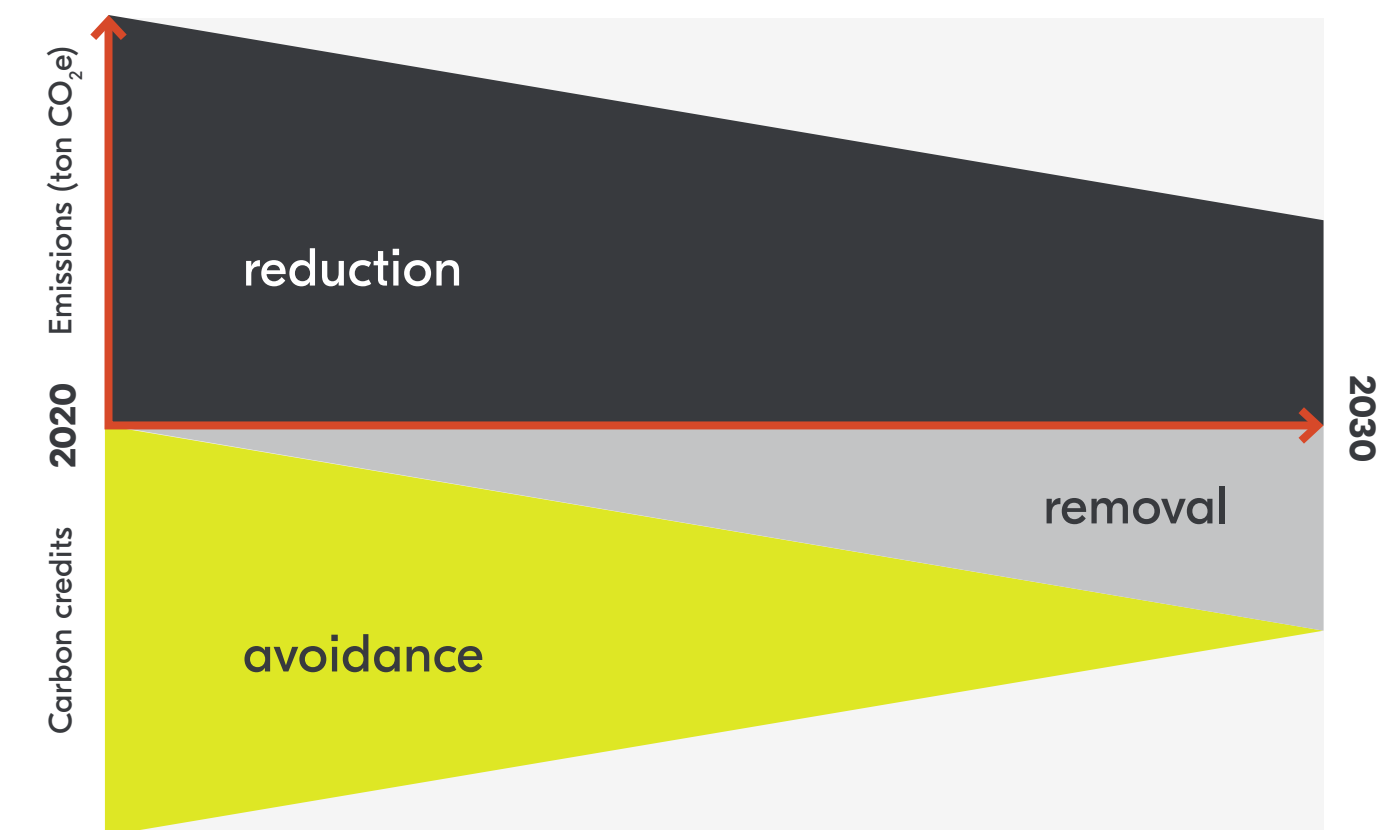 Emissions (ton CO₂e)
reduction
2020
2030
removal
Carbon credits
avoidance